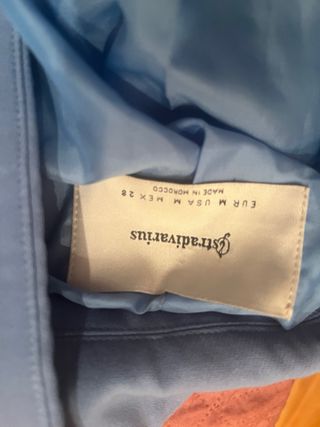 stradivarius
EUR M USA M MEX 28
MADE IN MOROCCO